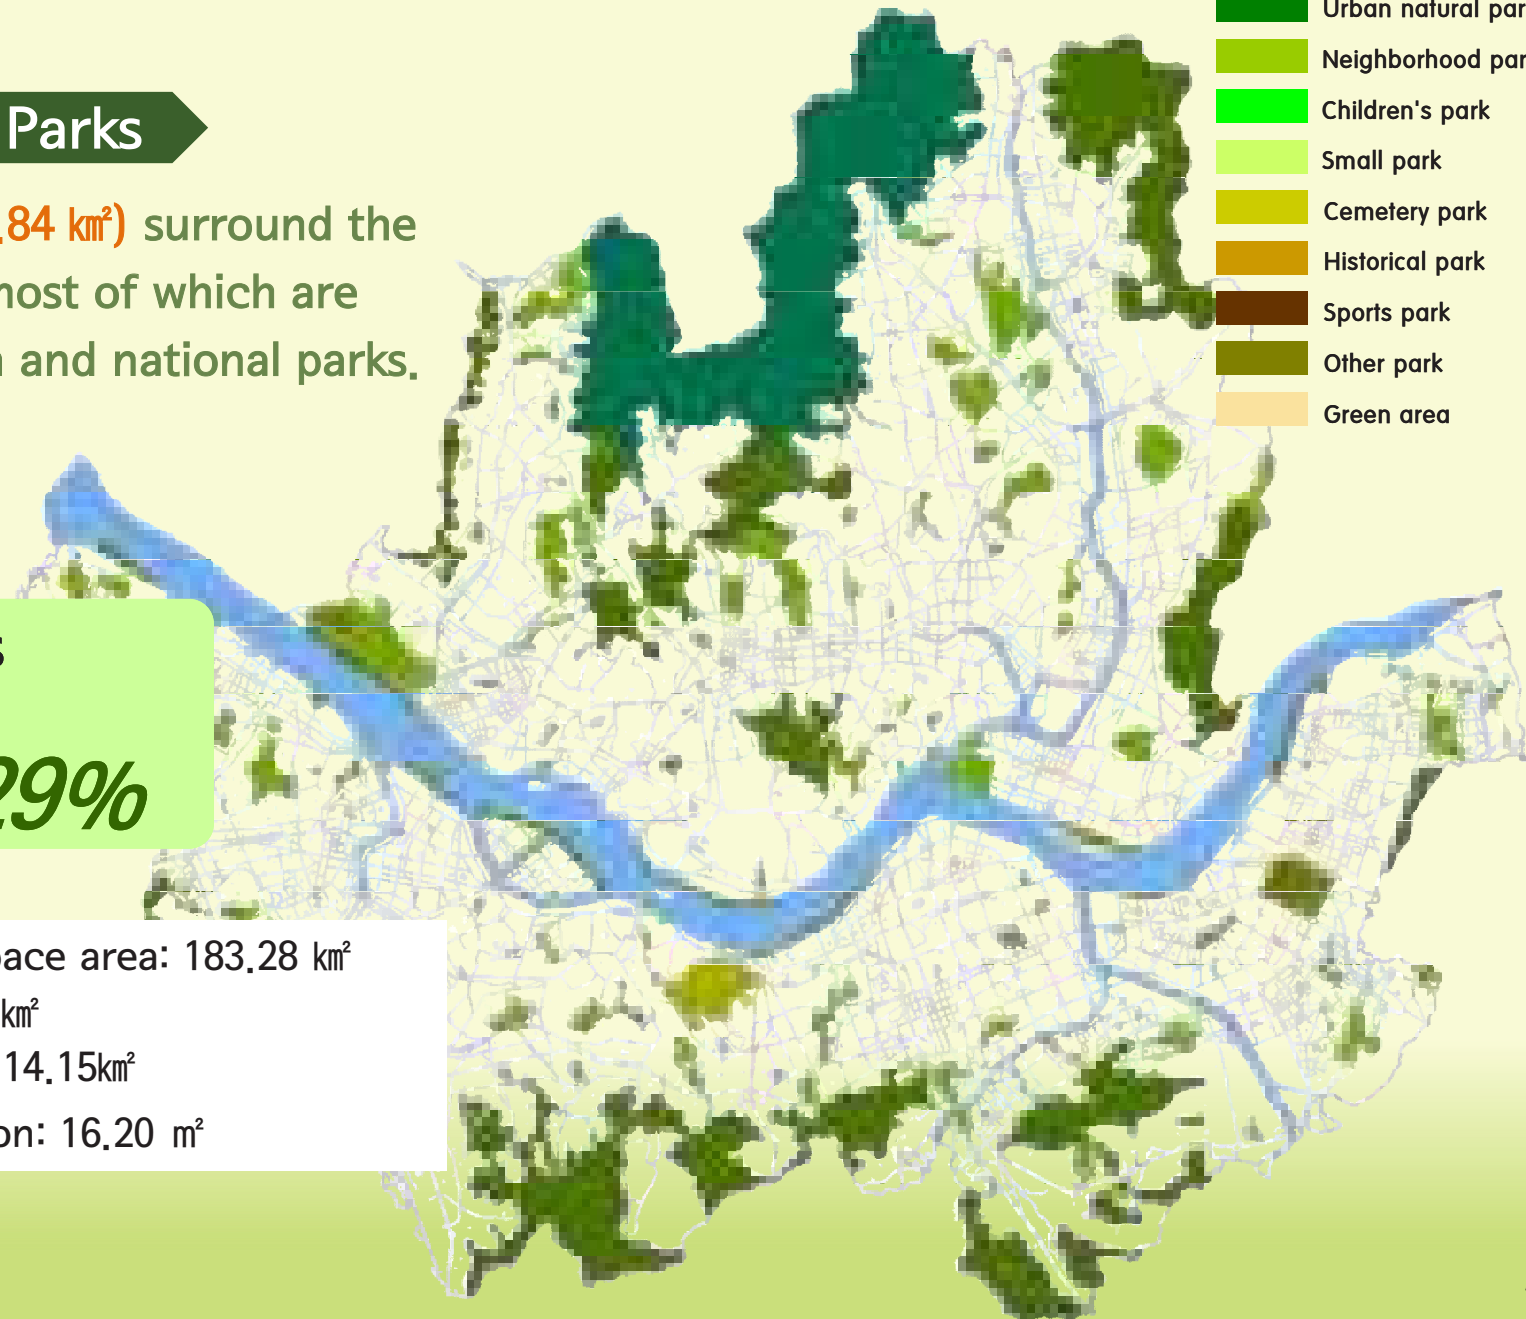 Parks
.84 ㎢) surround the
most of which are
and national parks.
29%
pace area: 183.28 ㎢
㎢
14.15㎢
on: 16.20 ㎡
Urban natural par
Neighborhood par
Children's park
Small park
Cemetery park
Historical park
Sports park
Other park
Green area